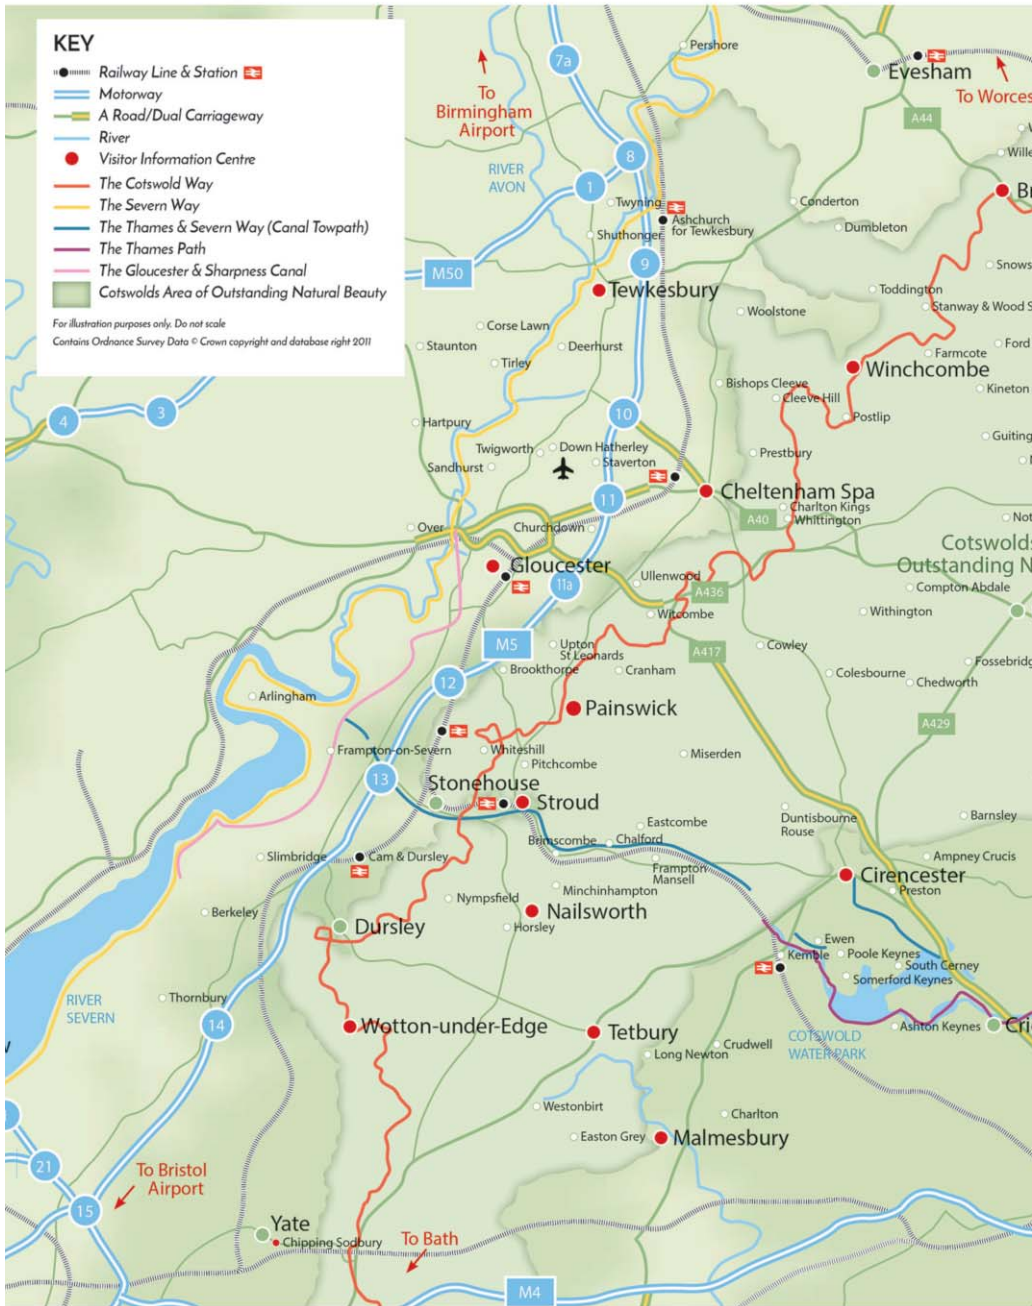 KEY
Railway Line & Station
Motorway
A Road/Dual Carriageway
River
Visitor Information Centre
The Cotswold Way
The Severn Way
The Thames & Severn Way (Canal Towpath)
The Thames Path
The Gloucester & Sharpness Canal
Cotswolds Area of Outstanding Natural Beauty
For illustration purposes only. Do not scale
Contains Ordnance Survey Data © Crown copyright and database right 2011
7a
Pershore
Evesham
To
Birmingham
Airport
To Worces
A44
8
RIVER
AVON
1
Twyning
Conderton
Br
Ashchurch
for Tewkesbury
Shuthonger
Dumbleton
M50
9
Snows
Tewkesbury
Toddington
Stanway & Wood S
Woolstone
Corse Lawn
Staunton
Deerhurst
Ford
Farmcote
Tirley
Winchcombe
Bishops Cleeve
Cleeve Hill
Kineton
4
3
10
Postlip
Hartpury
Guiting
Twigworth
Down Hatherley
Staverton
Prestbury
Sandhurst
11
Cheltenham Spa
Charlton Kings
A40
Whittington
Not
Over
Churchdown
Cotswolds
Outstanding N
Gloucester
11a
Ullenwood
Compton Abdale
A436
Witcombe
Withington
M5
Upton
St Leonards
A417
Cowley
Brookthorpe
Cranham
Fossebridg
12
Colesbourne
Chedworth
Arlingham
Painswick
A429
Frampton-on-Severn
Whiteshill
Miserden
Pitchcombe
13
Stonehouse
Stroud
Duntisbourne
Rouse
Barnsley
Eastcombe
Brimscombe
Chalford
Slimbridge
Cam & Dursley
Frampton
Mansell
Ampney Crucis
Cirencester
Preston
Nympsfield
Minchinhampton
Berkeley
Nailsworth
Dursley
Horsley
Ewen
Kemble
Poole Keynes
South Cerney
Somerford Keynes
RIVER
SEVERN
Thornbury
14
Wotton-under-Edge
Tetbury
COTSWOLD
WATER PARK
Ashton Keynes
Cric
Crudwell
Long Newton
Westonbirt
Charlton
Easton Grey
Malmesbury
21
To Bristol
Airport
15
Yate
Chipping Sodbury
To Bath
M4